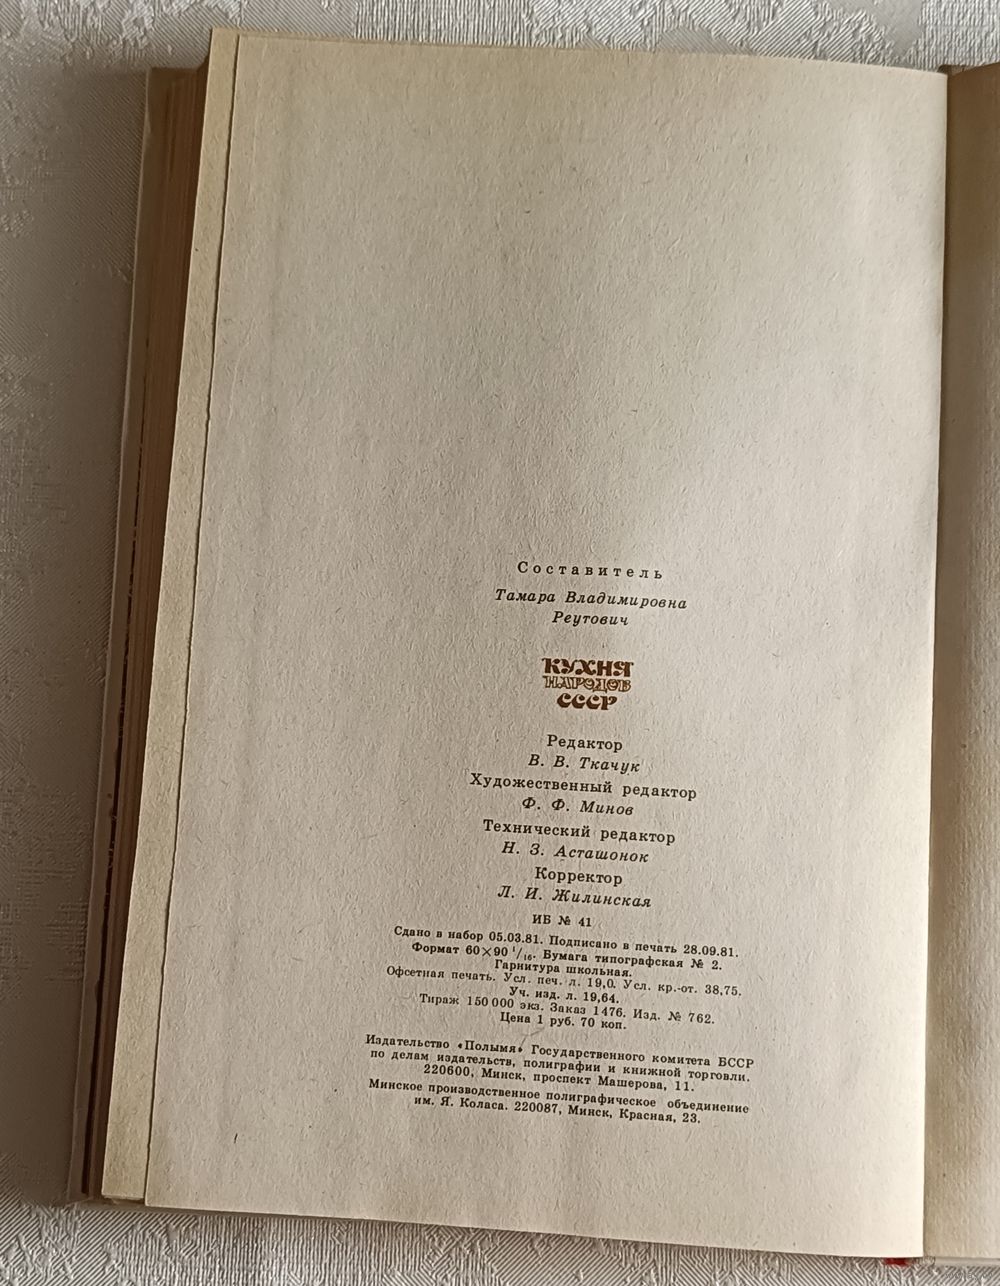 Составитель
Тамара Владимировна
Реутович
КУХНЯ
НАРОДОВ
СССР
Редактор
В. В. Ткачук
Художественный редактор
Ф. Ф. Минов
Технический редактор
Н. З. Асташонок
Корректор
Л. И. Жилинская
ИБ № 41
Сдано в набор 05.03.81. Подписано в печать 28.09.81.
Формат 60×90 1/16. Бумага типографская № 2.
Гарнитура школьная.
Офсетная печать. Усл. печ. л. 19,0. Усл. кр.-от. 38,75.
Уч. изд. л. 19,64.
Тираж 150 000 экз. Заказ 1476. Изд. № 762.
Цена 1 руб. 70 коп.
Издательство «Полымя» Государственного комитета БССР
по делам издательств, полиграфии и книжной торговли.
220600, Минск, проспект Машерова, 11.
Минское производственное полиграфическое объединение
им. Я. Коласа. 220087, Минск, Красная, 23.